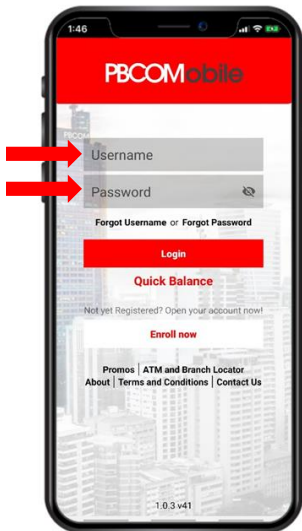 1:46
PBCOMobile
PBCOM
Username
Password
Forgot Username or Forgot Password
Login
Quick Balance
Not yet Registered? Open your account now!
Enroll now
Promos | ATM and Branch Locator
About | Terms and Conditions | Contact Us
1.0.3 v41